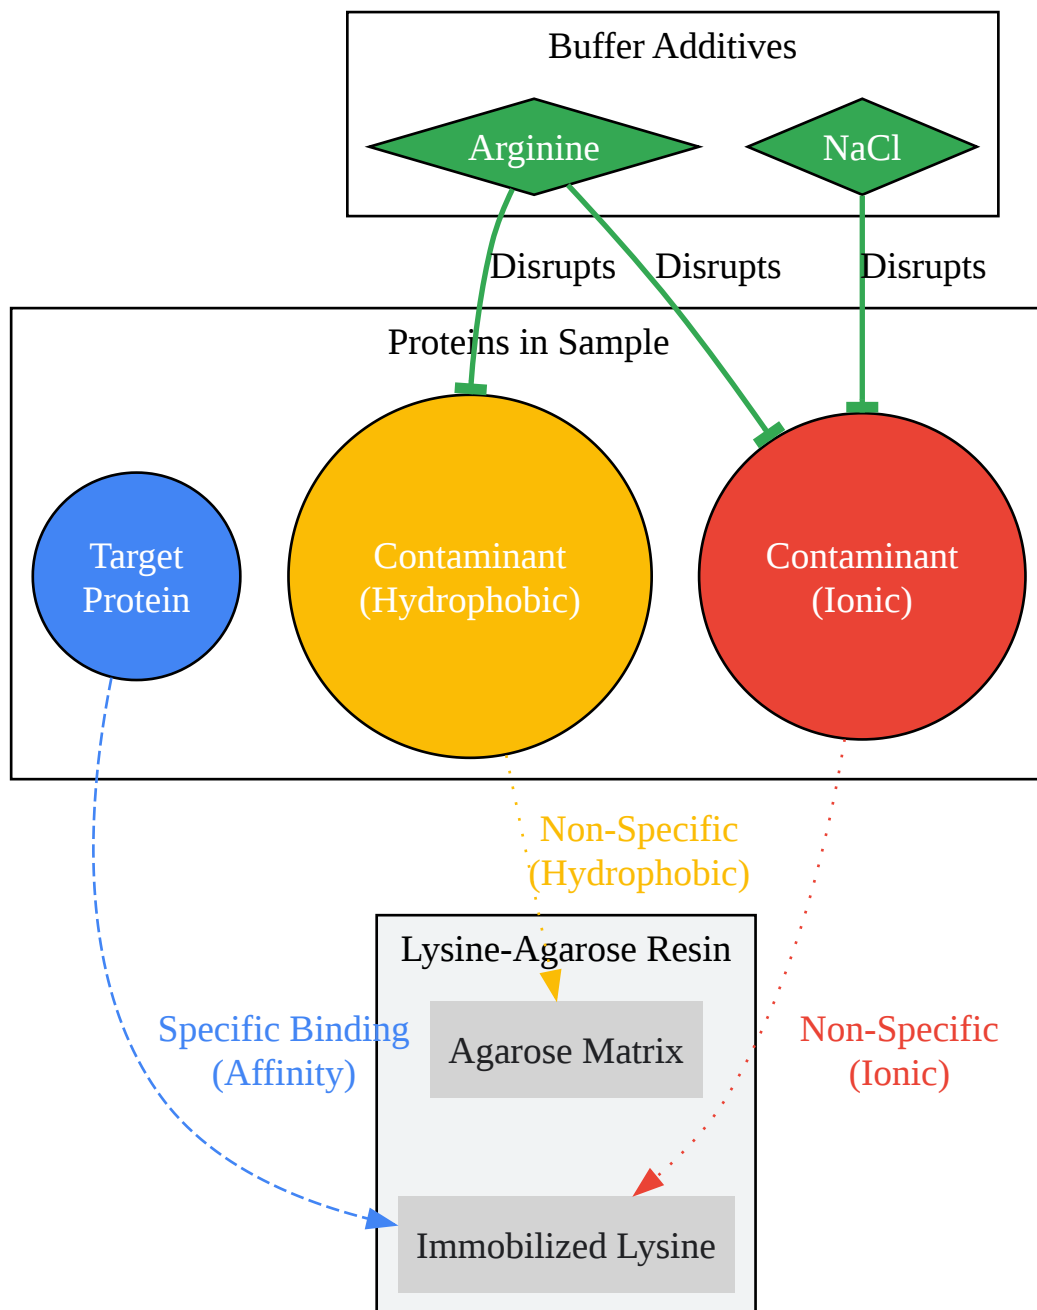 Buffer Additives
Arginine
NaCl
Disrupts
Disrupts
Disrupts
Proteins in Sample
Target
Protein
Contaminant
(Hydrophobic)
Contaminant
(Ionic)
Non-Specific
(Hydrophobic)
Lysine-Agarose Resin
Specific Binding
(Affinity)
Agarose Matrix
Non-Specific
(Ionic)
Immobilized Lysine